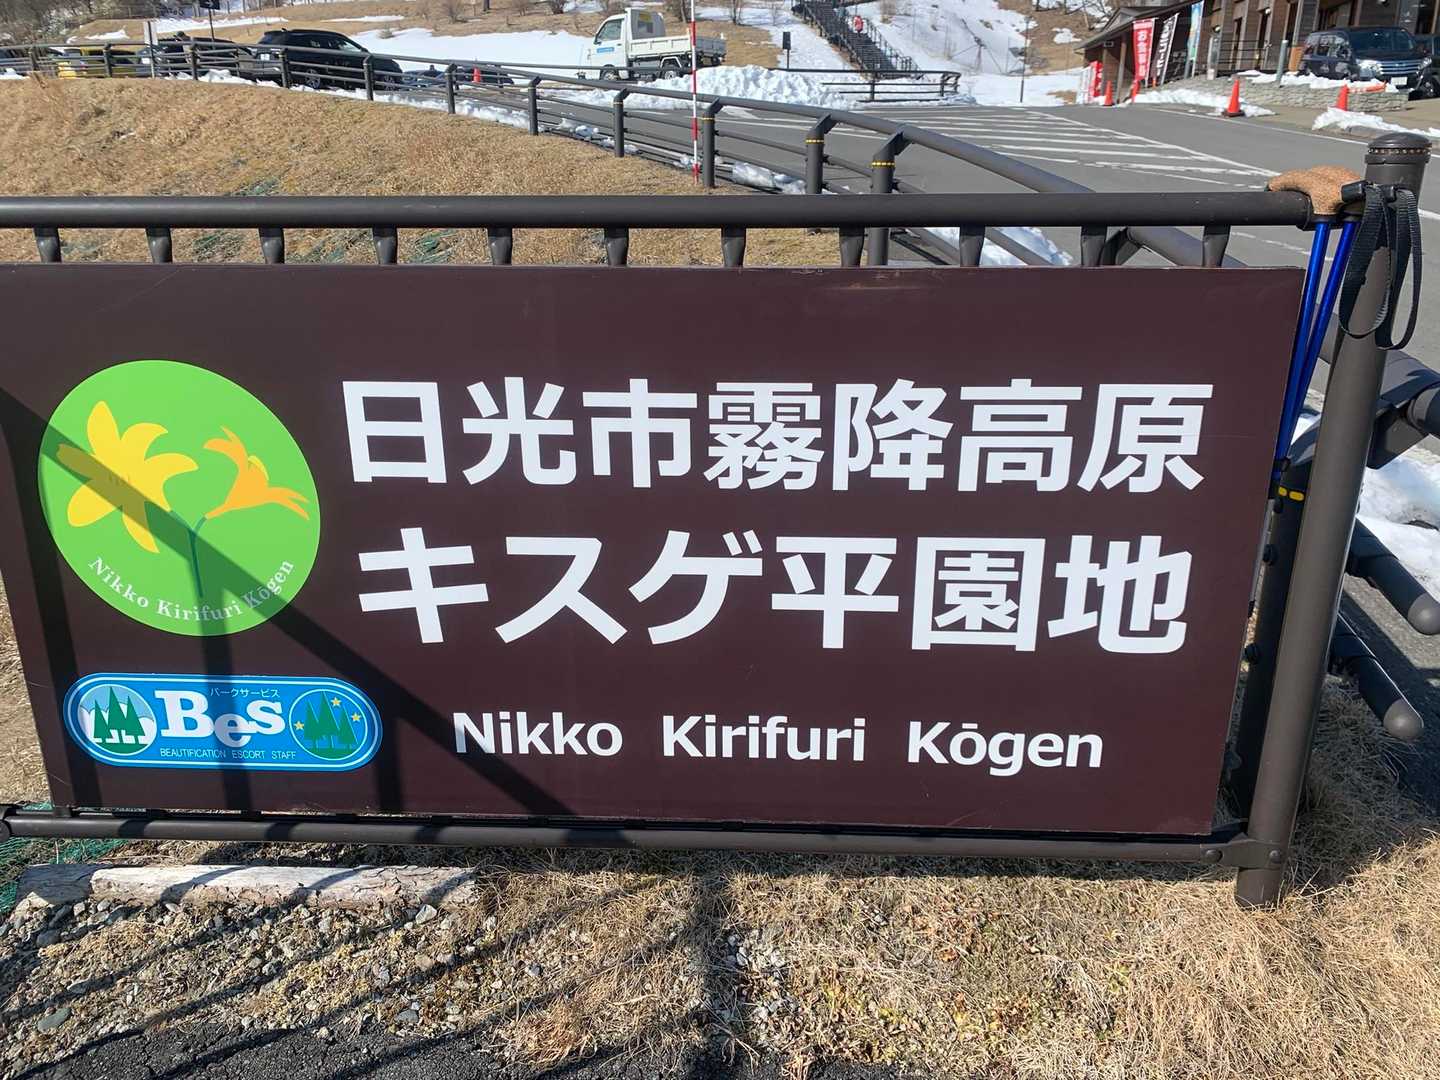 日光市霧降高原
キスゲ平園地
Nikko Kirifuri Kōgen
Nikko Kirifuri Kōgen
パークサービス
Bes
BEAUTIFICATION ESCORT STAFF